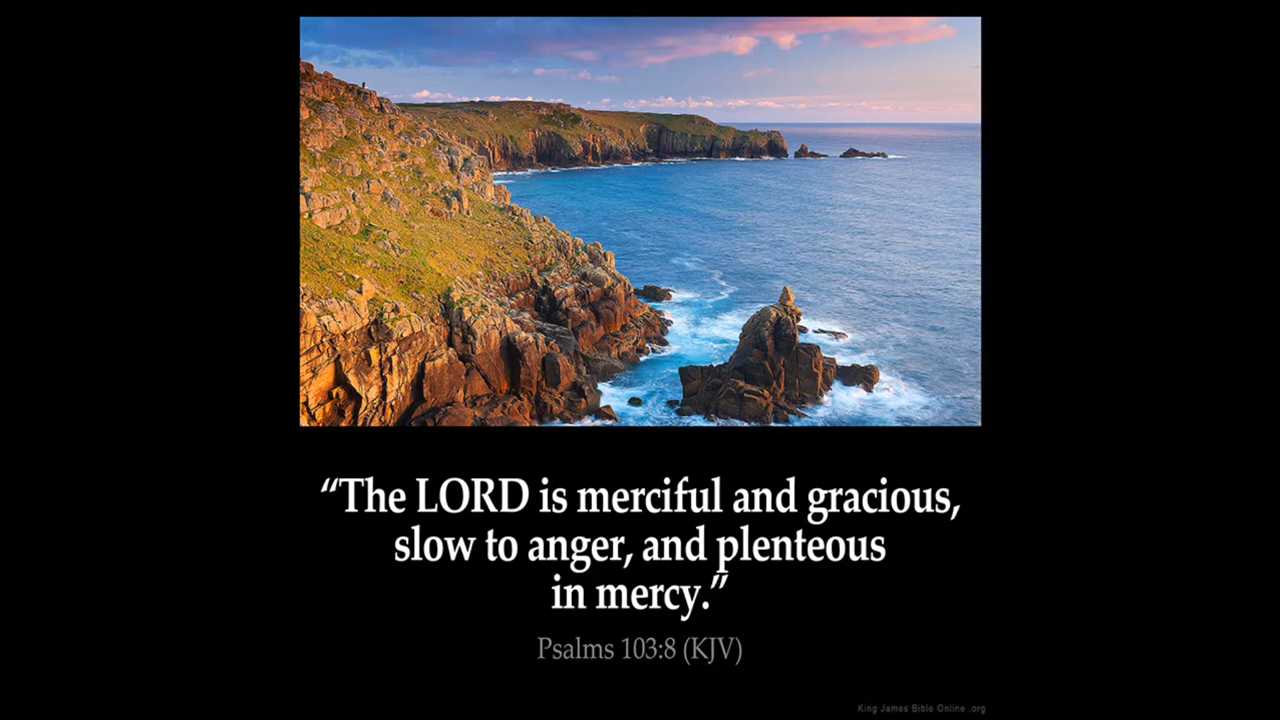 “The LORD is merciful and gracious,
slow to anger, and plenteous
in mercy.”
Psalms 103:8 (KJV)
King James Bible Online .org